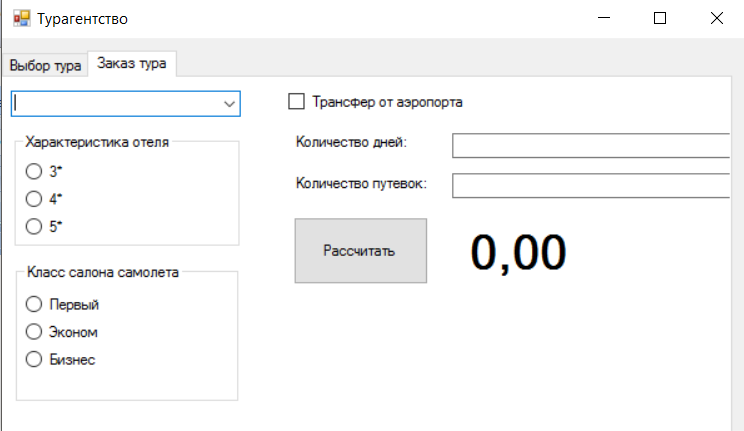 Турагентство
Выбор тура
Заказ тура
Трансфер от аэропорта
Характеристика отеля
3*
4*
5*
Количество дней:
Количество путевок:
Рассчитать
0,00
Класс салона самолета
Первый
Эконом
Бизнес